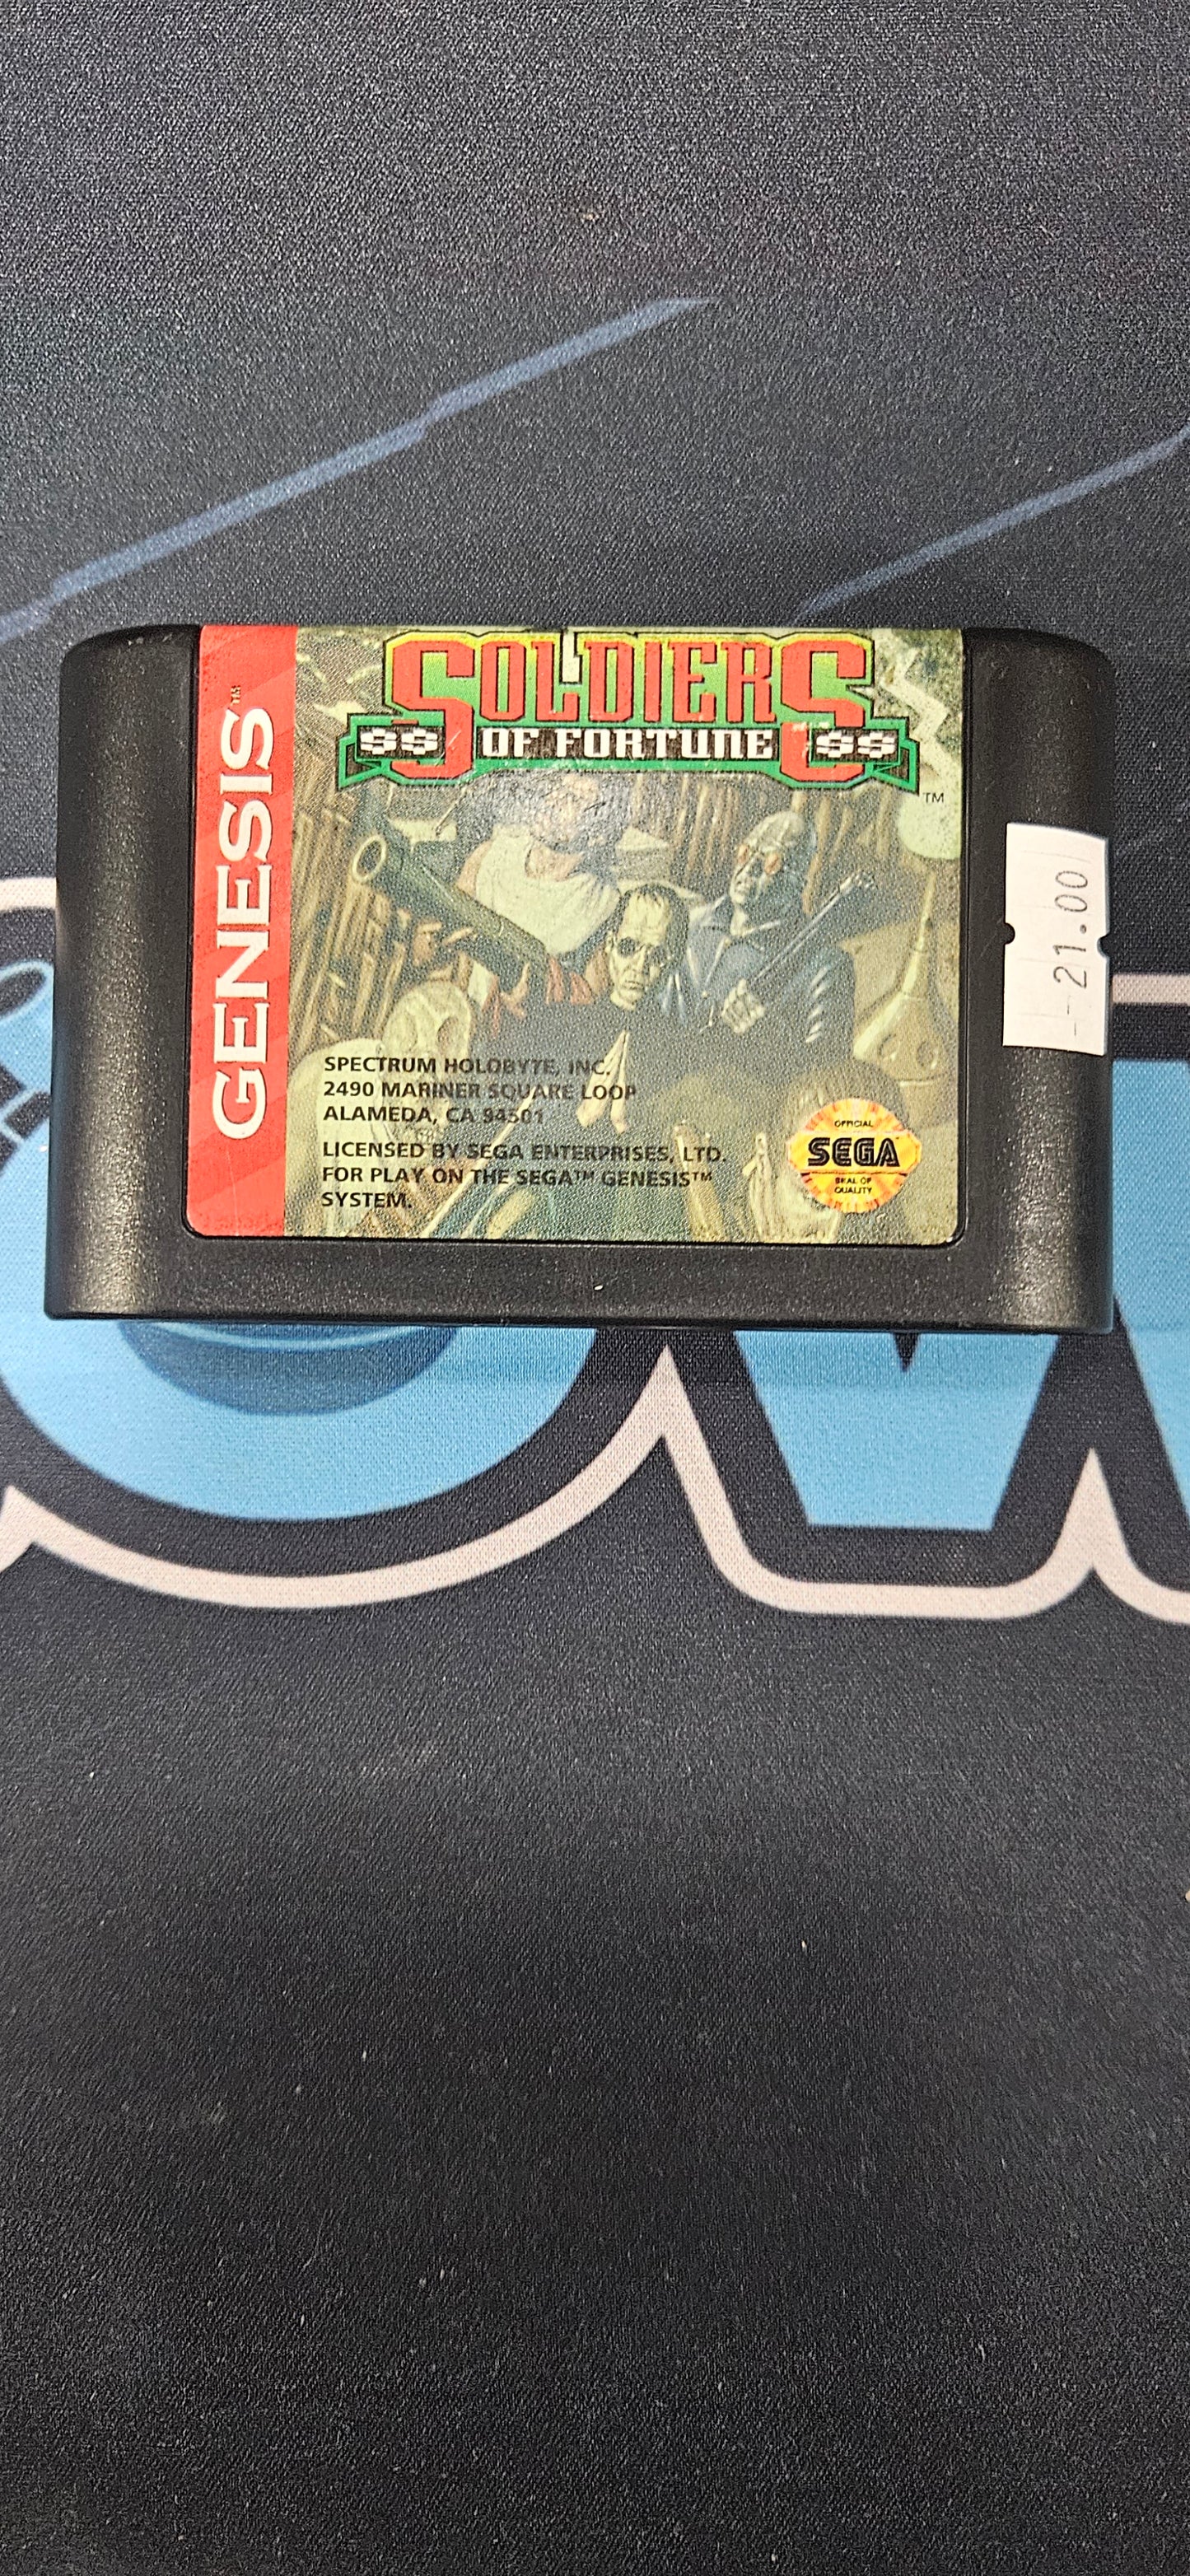 GENESIS™
SOLDIERS
$$ OF FORTUNE $$
™
21.00
SPECTRUM HOLOBYTE, INC.
2490 MARINER SQUARE LOOP
ALAMEDA, CA 94501
LICENSED BY SEGA ENTERPRISES, LTD.
FOR PLAY ON THE SEGA™ GENESIS™
SYSTEM.
OFFICIAL
SEGA
SEAL OF
QUALITY